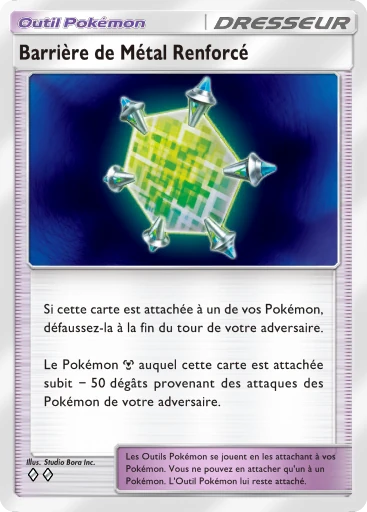 Outil Pokémon
DRESSEUR
Barrière de Métal Renforcé
Si cette carte est attachée à un de vos Pokémon,
défaussez-la à la fin du tour de votre adversaire.
Le Pokémon auquel cette carte est attachée
subit − 50 dégâts provenant des attaques des
Pokémon de votre adversaire.
Illus. Studio Bora Inc.
Les Outils Pokémon se jouent en les attachant à vos
Pokémon. Vous ne pouvez en attacher qu'un à un
Pokémon. L'Outil Pokémon lui reste attaché.